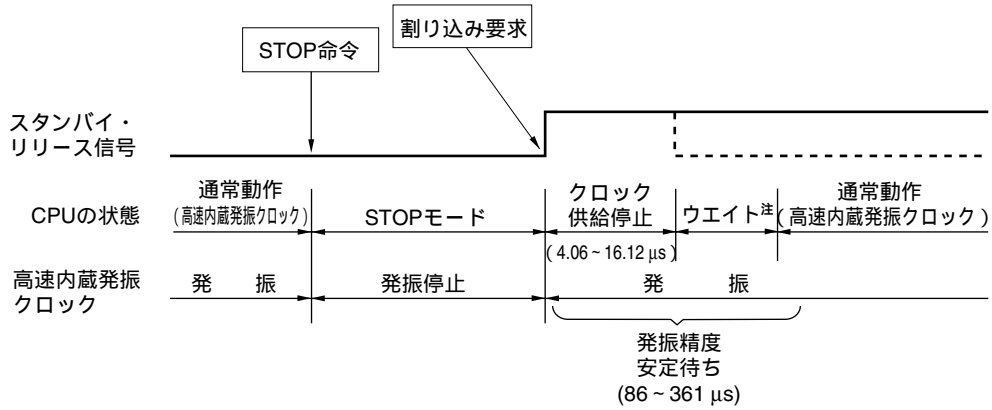 割り込み要求
STOP命令
スタンバイ・
リリース信号
通常動作
(高速内蔵発振クロック)
クロック
供給停止
通常動作
(高速内蔵発振クロック)
CPUの状態
STOPモード
ウエイト注
(4.06~16.12 μs)
高速内蔵発振
クロック
発 振
発振停止
発 振
発振精度
安定待ち
(86~361 μs)